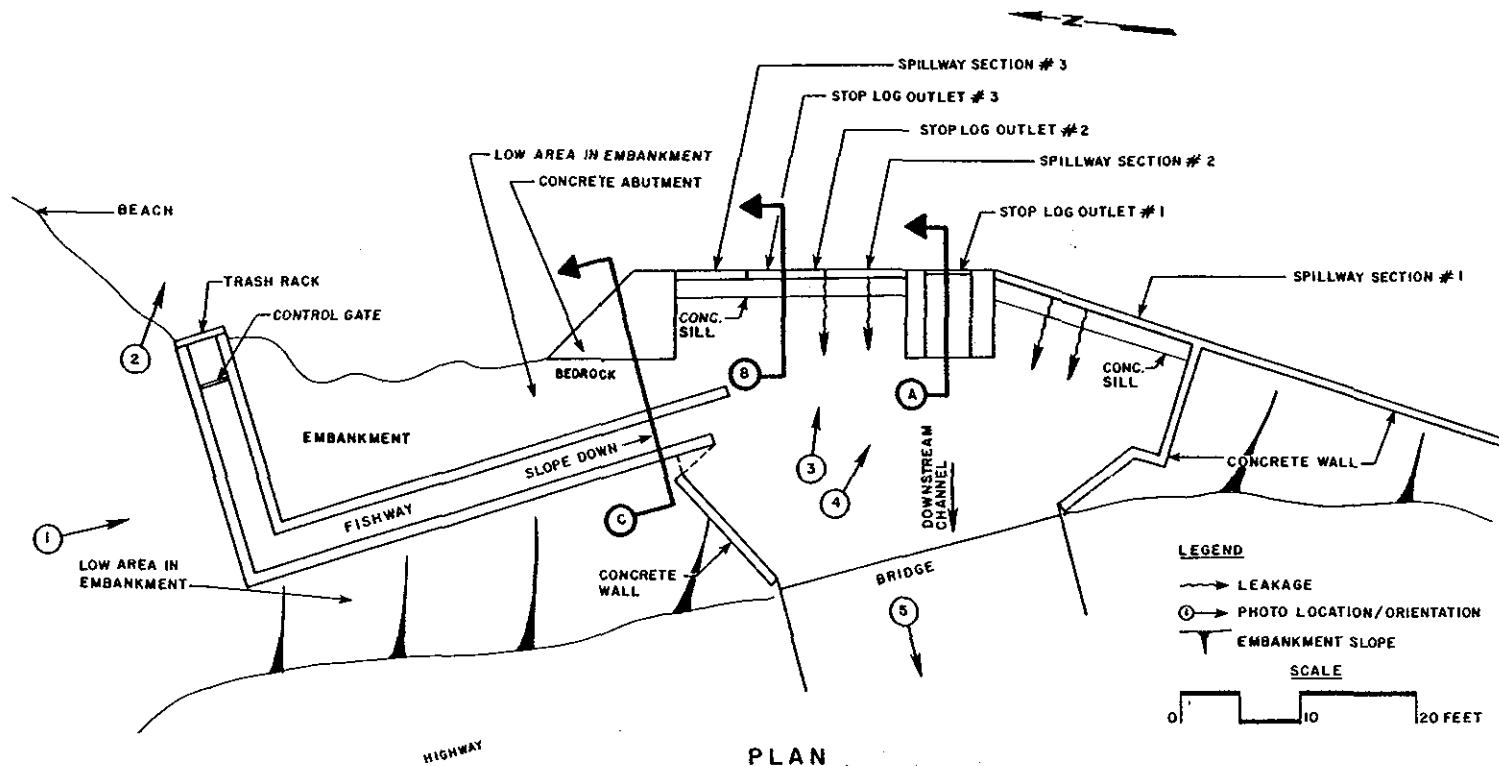 N
SPILLWAY SECTION # 3
STOP LOG OUTLET # 3
STOP LOG OUTLET #2
LOW AREA IN EMBANKMENT
SPILLWAY SECTION # 2
CONCRETE ABUTMENT
BEACH
STOP LOG OUTLET #1
TRASH RACK
SPILLWAY SECTION #1
CONTROL GATE
CONC.
SILL
2
BEDROCK
B
CONC.
SILL
A
EMBANKMENT
SLOPE DOWN
3
4
DOWNSTREAM
CHANNEL
CONCRETE WALL
FISHWAY
C
1
LOW AREA IN
EMBANKMENT
CONCRETE
WALL
BRIDGE
5
LEGEND
LEAKAGE
6 PHOTO LOCATION/ORIENTATION
EMBANKMENT SLOPE
SCALE
0 10 20 FEET
HIGHWAY
PLAN